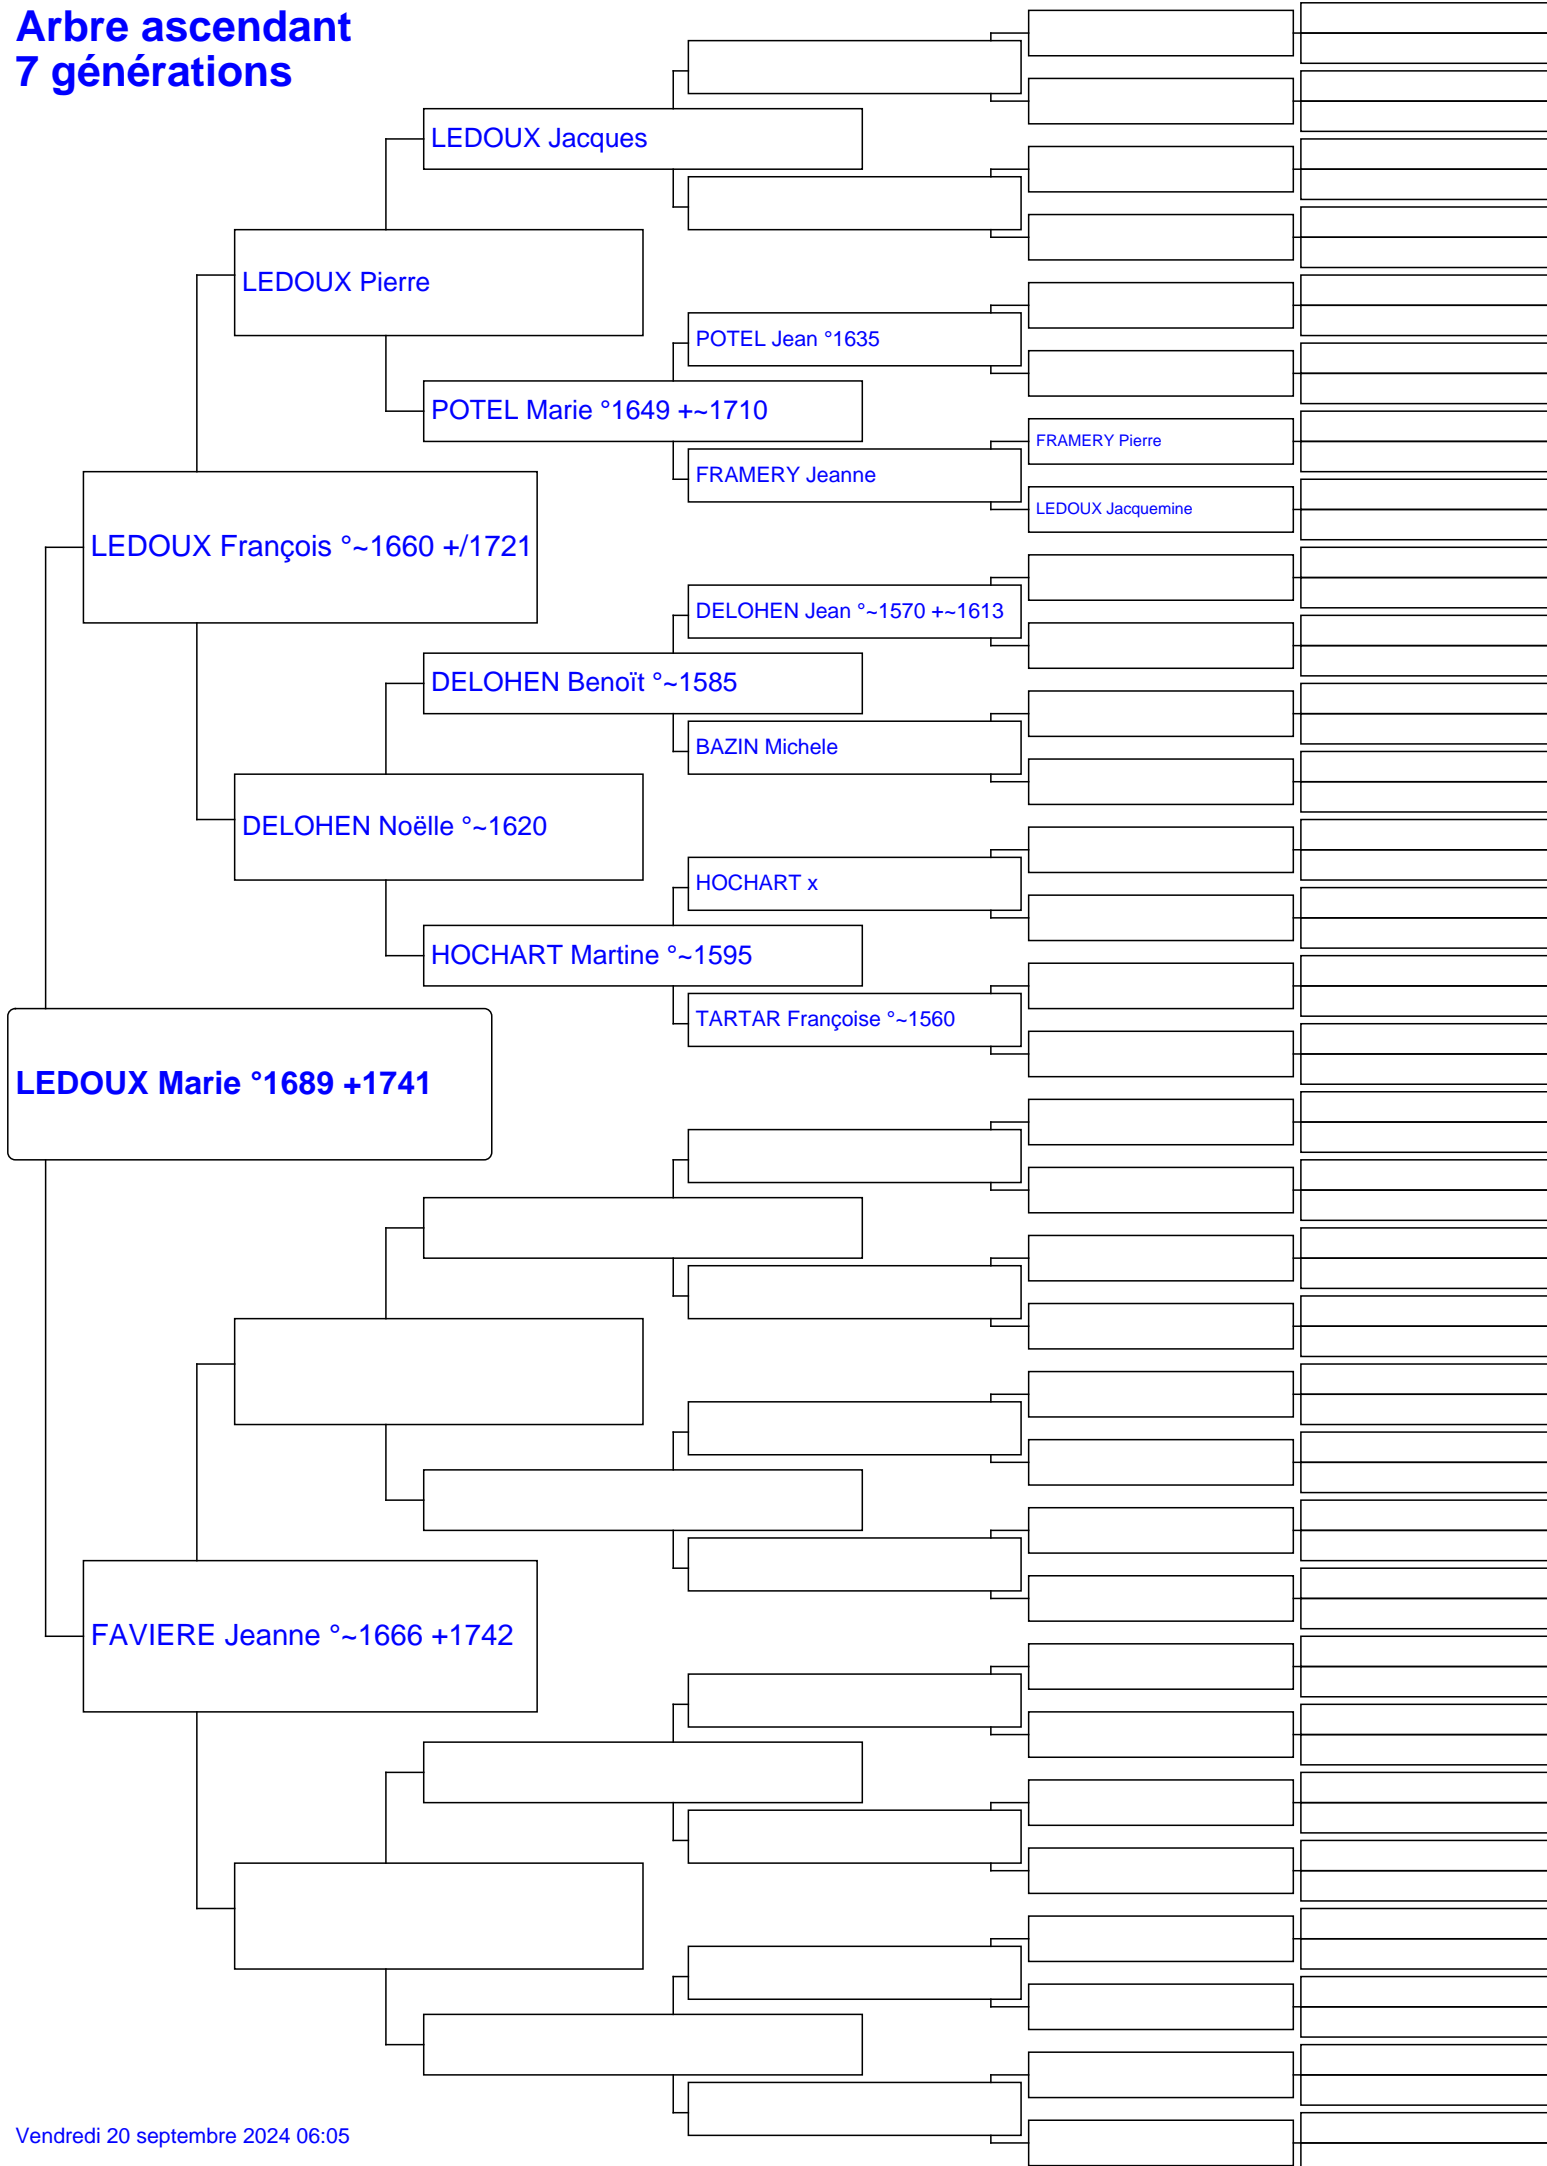 Arbre ascendant
7 générations
LEDOUX Jacques
LEDOUX Pierre
POTEL Jean °1635
POTEL Marie °1649 +~1710
FRAMERY Pierre
FRAMERY Jeanne
LEDOUX Jacquemine
LEDOUX François °~1660 +/1721
DELOHEN Jean °~1570 +~1613
DELOHEN Benoït °~1585
BAZIN Michele
DELOHEN Noëlle °~1620
HOCHART x
HOCHART Martine °~1595
TARTAR Françoise °~1560
LEDOUX Marie °1689 +1741
FAVIERE Jeanne °~1666 +1742
Vendredi 20 septembre 2024 06:05